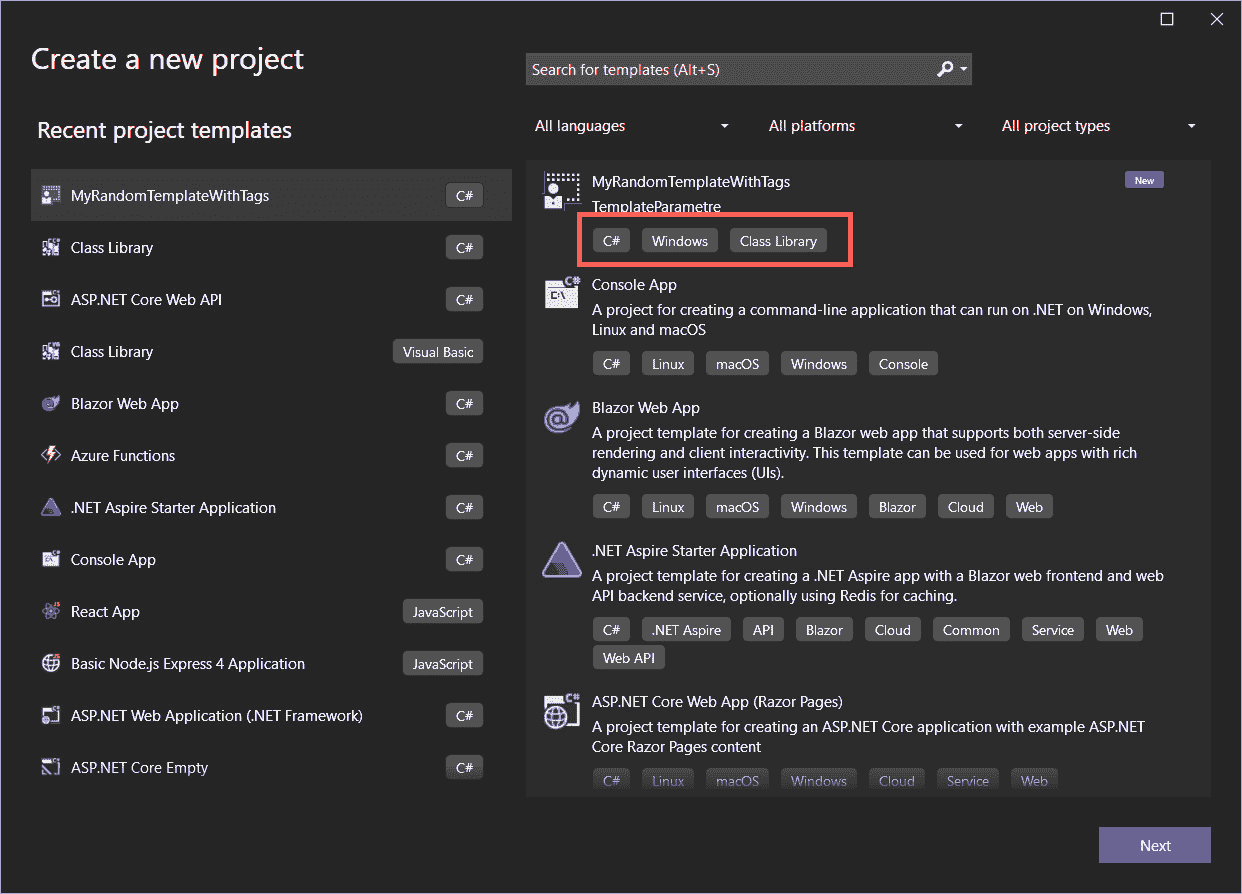 Create a new project
Search for templates (Alt+S)
Recent project templates
All languages
All platforms
All project types
MyRandomTemplateWithTags C#
Class Library C#
ASP.NET Core Web API C#
Class Library Visual Basic
Blazor Web App C#
Azure Functions C#
.NET Aspire Starter Application C#
Console App C#
React App JavaScript
Basic Node.js Express 4 Application JavaScript
ASP.NET Web Application (.NET Framework) C#
ASP.NET Core Empty C#
MyRandomTemplateWithTags New
TemplateParametre
C# Windows Class Library
Console App
A project for creating a command-line application that can run on .NET on Windows,
Linux and macOS
C# Linux macOS Windows Console
Blazor Web App
A project template for creating a Blazor web app that supports both server-side
rendering and client interactivity. This template can be used for web apps with rich
dynamic user interfaces (UIs).
C# Linux macOS Windows Blazor Cloud Web
.NET Aspire Starter Application
A project template for creating a .NET Aspire app with a Blazor web frontend and web
API backend service, optionally using Redis for caching.
C# .NET Aspire API Blazor Cloud Common Service Web
Web API
ASP.NET Core Web App (Razor Pages)
A project template for creating an ASP.NET Core application with example ASP.NET
Core Razor Pages content
C# Linux macOS Windows Cloud Service Web
Next